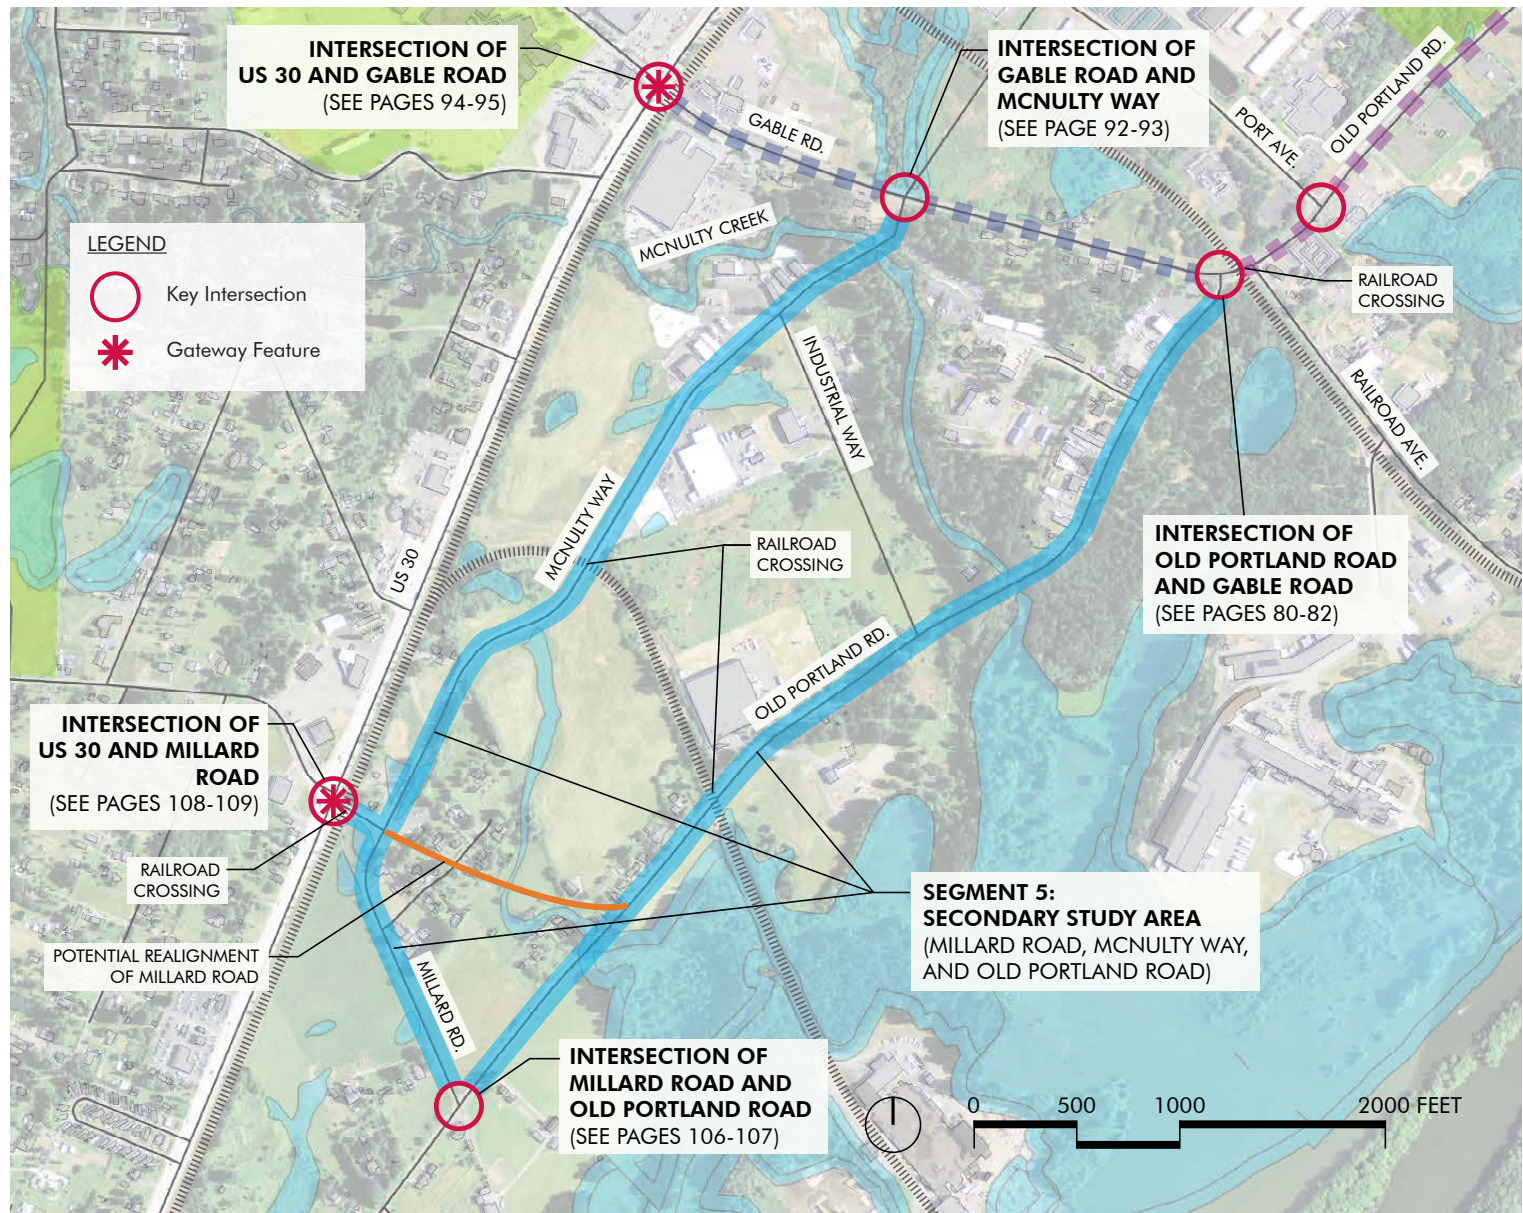 INTERSECTION OF
US 30 AND GABLE ROAD
(SEE PAGES 94-95)
INTERSECTION OF
GABLE ROAD AND
MCNULTY WAY
(SEE PAGE 92-93)
GABLE RD.
PORT AVE.
OLD PORTLAND RD.
LEGEND
Key Intersection
Gateway Feature
MCNULTY CREEK
RAILROAD
CROSSING
INDUSTRIAL WAY
RAILROAD AVE.
MCNULTY WAY
US 30
RAILROAD
CROSSING
INTERSECTION OF
OLD PORTLAND ROAD
AND GABLE ROAD
(SEE PAGES 80-82)
OLD PORTLAND RD.
INTERSECTION OF
US 30 AND MILLARD
ROAD
(SEE PAGES 108-109)
RAILROAD
CROSSING
POTENTIAL REALIGNMENT
OF MILLARD ROAD
MILLARD RD.
SEGMENT 5:
SECONDARY STUDY AREA
(MILLARD ROAD, MCNULTY WAY,
AND OLD PORTLAND ROAD)
INTERSECTION OF
MILLARD ROAD AND
OLD PORTLAND ROAD
(SEE PAGES 106-107)
0 500 1000 2000 FEET